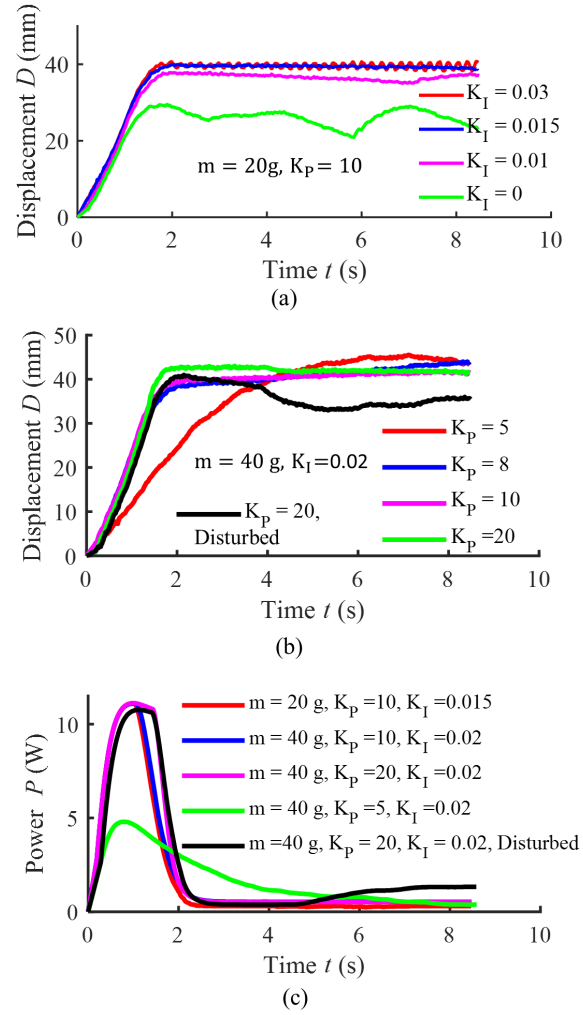 Displacement D (mm)
40
20
0
K_I = 0.03
K_I = 0.015
K_I = 0.01
K_I = 0
m = 20g, K_P = 10
0 2 4 6 8 10
Time t (s)
(a)
Displacement D (mm)
50
40
30
20
10
0
m = 40 g, K_I=0.02
K_P = 20,
Disturbed
K_P = 5
K_P = 8
K_P = 10
K_P =20
0 2 4 6 8 10
Time t (s)
(b)
Power P (W)
10
5
0
m = 20 g, K_P =10, K_I =0.015
m = 40 g, K_P =10, K_I =0.02
m = 40 g, K_P =20, K_I =0.02
m = 40 g, K_P =5, K_I =0.02
m =40 g, K_P = 20, K_I = 0.02, Disturbed
0 2 4 6 8 10
Time t (s)
(c)